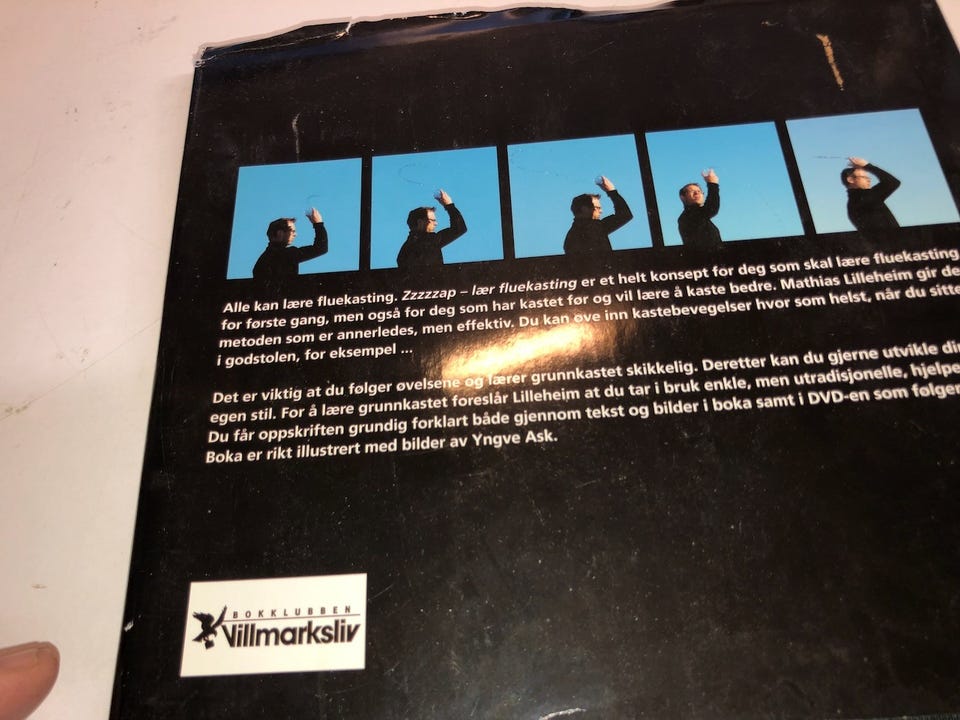 Alle kan lære fluekasting. Zzzzzap – lær fluekasting er et helt konsept for deg som skal lære fluekasting
for første gang, men også for deg som har kastet før og vil lære å kaste bedre. Mathias Lilleheim gir de
metoden som er annerledes, men effektiv. Du kan øve inn kastebevegelser hvor som helst, når du sitte
i godstolen, for eksempel ...
Det er viktig at du følger øvelsene og lærer grunnkastet skikkelig. Deretter kan du gjerne utvikle di
egen stil. For å lære grunnkastet foreslår Lilleheim at du tar i bruk enkle, men utradisjonelle, hjelpe
Du får oppskriften grundig forklart både gjennom tekst og bilder i boka samt i DVD-en som følger
Boka er rikt illustrert med bilder av Yngve Ask.
BOKKLUBBEN
Villmarksliv